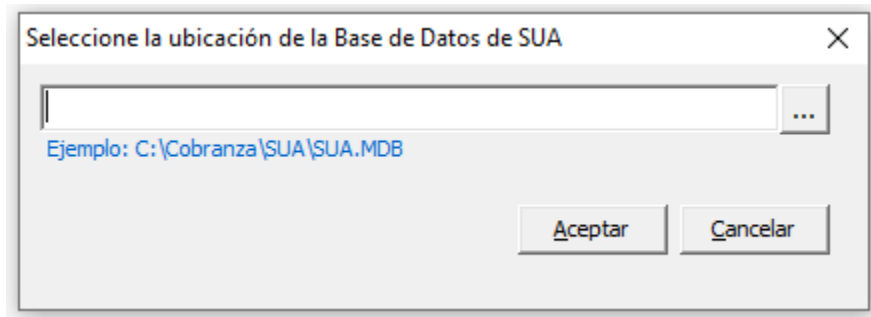 Seleccione la ubicación de la Base de Datos de SUA
...
Ejemplo: C:\Cobranza\SUA\SUA.MDB
Aceptar Cancelar